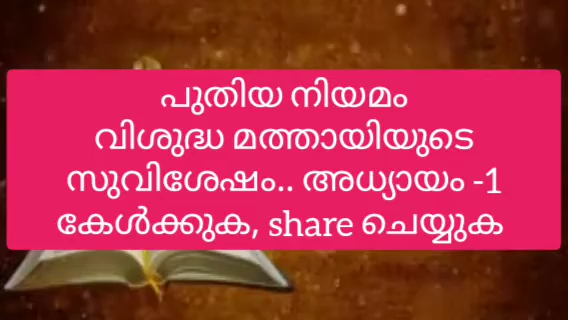 പുതിയ നിയമം
വിശുദ്ധ മത്തായിയുടെ
സുവിശേഷം.. അധ്യായം -1
കേൾക്കുക, share ചെയ്യുക